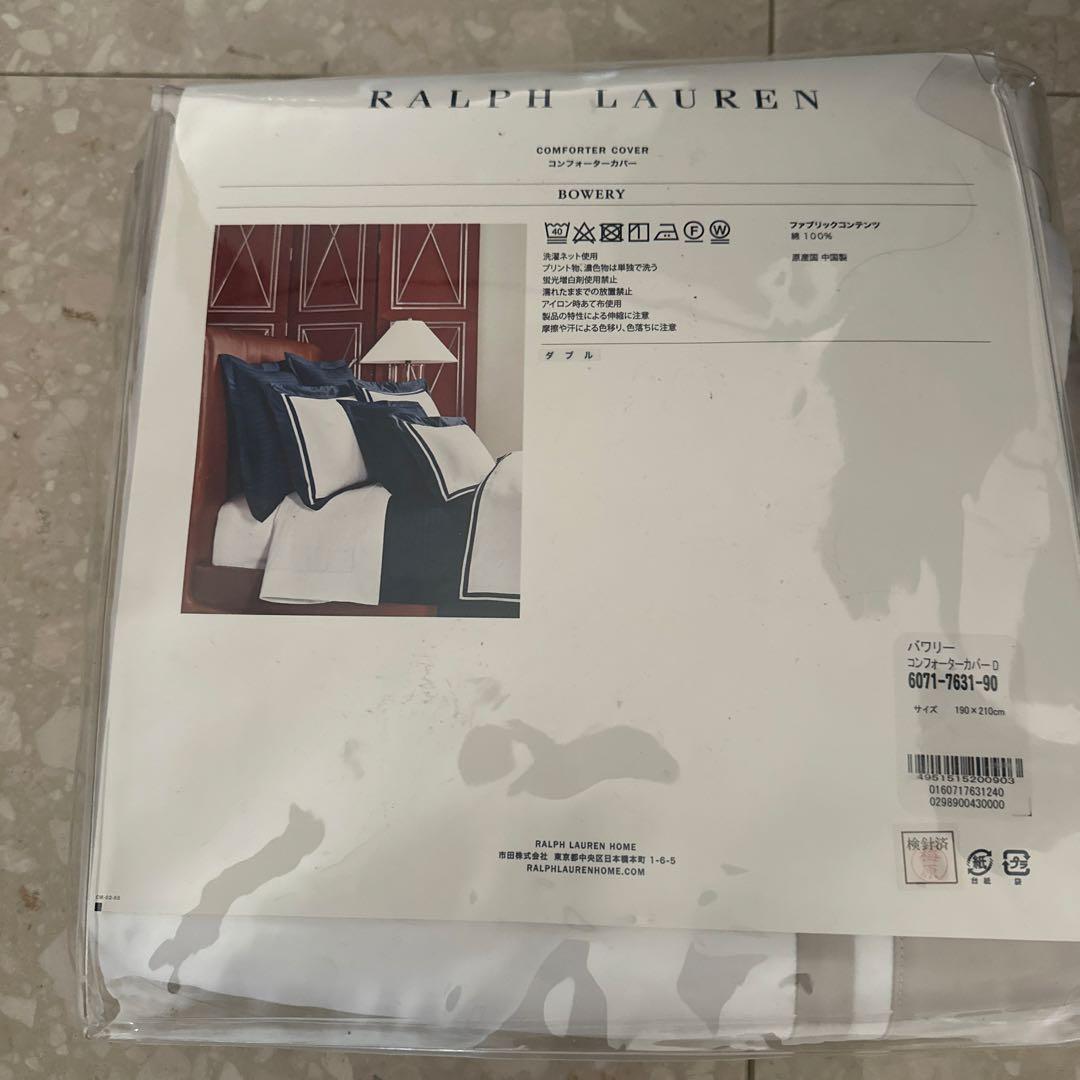 RALPH LAUREN
COMFORTER COVER
コンフォーターカバー
BOWERY
40
F
W
洗濯ネット使用
プリント物、濃色物は単独で洗う
蛍光増白剤使用禁止
濡れたままでの放置禁止
アイロン時あて布使用
製品の特性による伸縮に注意
摩擦や汗による色移り、色落ちに注意
ファブリックコンテンツ
綿 100%
原産国 中国製
ダブル
バワリー
コンフォーターカバー D
6071-7631-90
サイズ 190×210cm
4951515200903
0160717631240
0298900430000
検針済
RALPH LAUREN HOME
市田株式会社 東京都中央区日本橋本町 1-6-5
RALPHLAURENHOME.COM
紙
台紙
プラ
袋